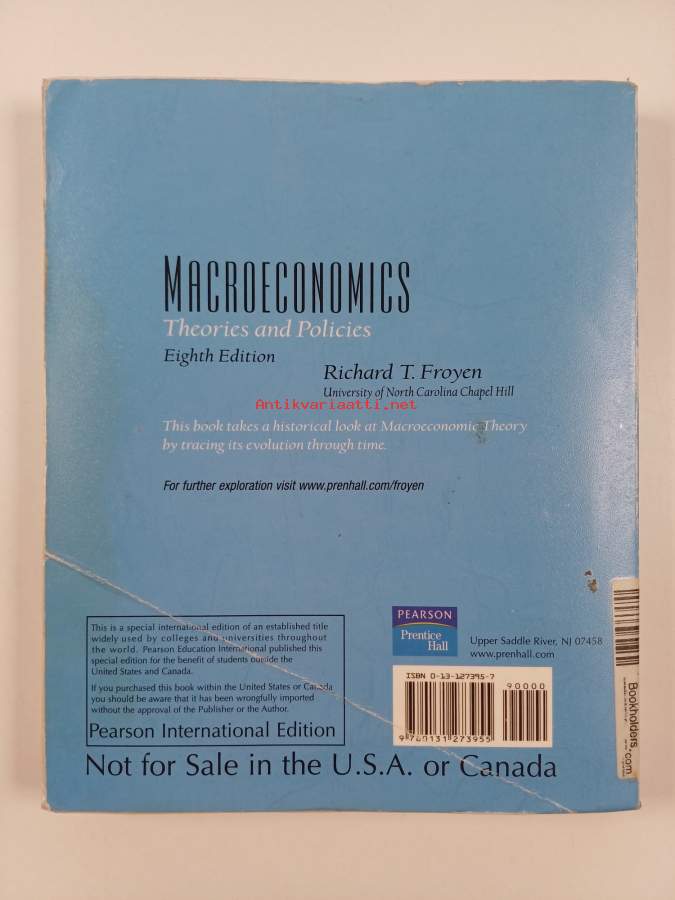 MACROECONOMICS
Theories and Policies
Eighth Edition
Richard T. Froyen
University of North Carolina Chapel Hill
Antikvariaatti.net
This book takes a historical look at Macroeconomic Theory
by tracing its evolution through time.
For further exploration visit www.prenhall.com/froyen
This is a special international edition of an established title
widely used by colleges and universities throughout
the world. Pearson Education International published this
special edition for the benefit of students outside the
United States and Canada.
If you purchased this book within the United States or Canada
you should be aware that it has been wrongfully imported
without the approval of the Publisher or the Author.
Pearson International Edition
PEARSON
Prentice
Hall
Upper Saddle River, NJ 07458
www.prenhall.com
ISBN 0-13-127395-7
90000
9 780131 273955
Not for Sale in the U.S.A. or Canada
Bookholders.com